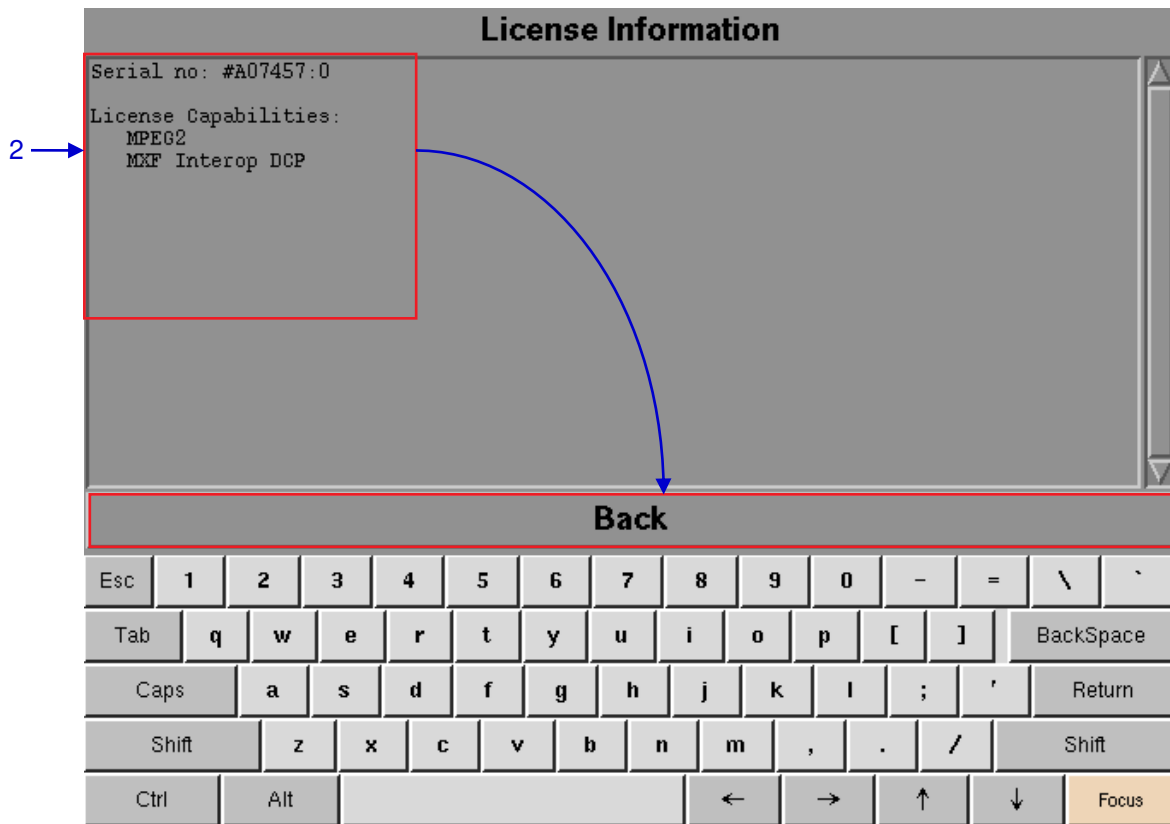 License Information
Serial no: #A07457:0
License Capabilities:
MPEG2
MXF Interop DCP
2
Back
Esc 1 2 3 4 5 6 7 8 9 0 - = \ `
Tab q w e r t y u i o p [ ] BackSpace
Caps a s d f g h j k l ; ' Return
Shift z x c v b n m , . / Shift
Ctrl Alt ← → ↑ ↓ Focus